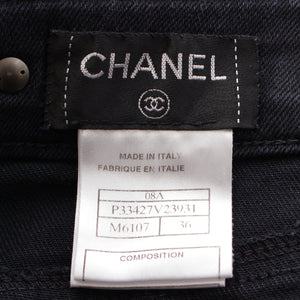 CHANEL
MADE IN ITALY
FABRIQUE EN ITALIE
08A
P33427V23931
M6107 36
COMPOSITION